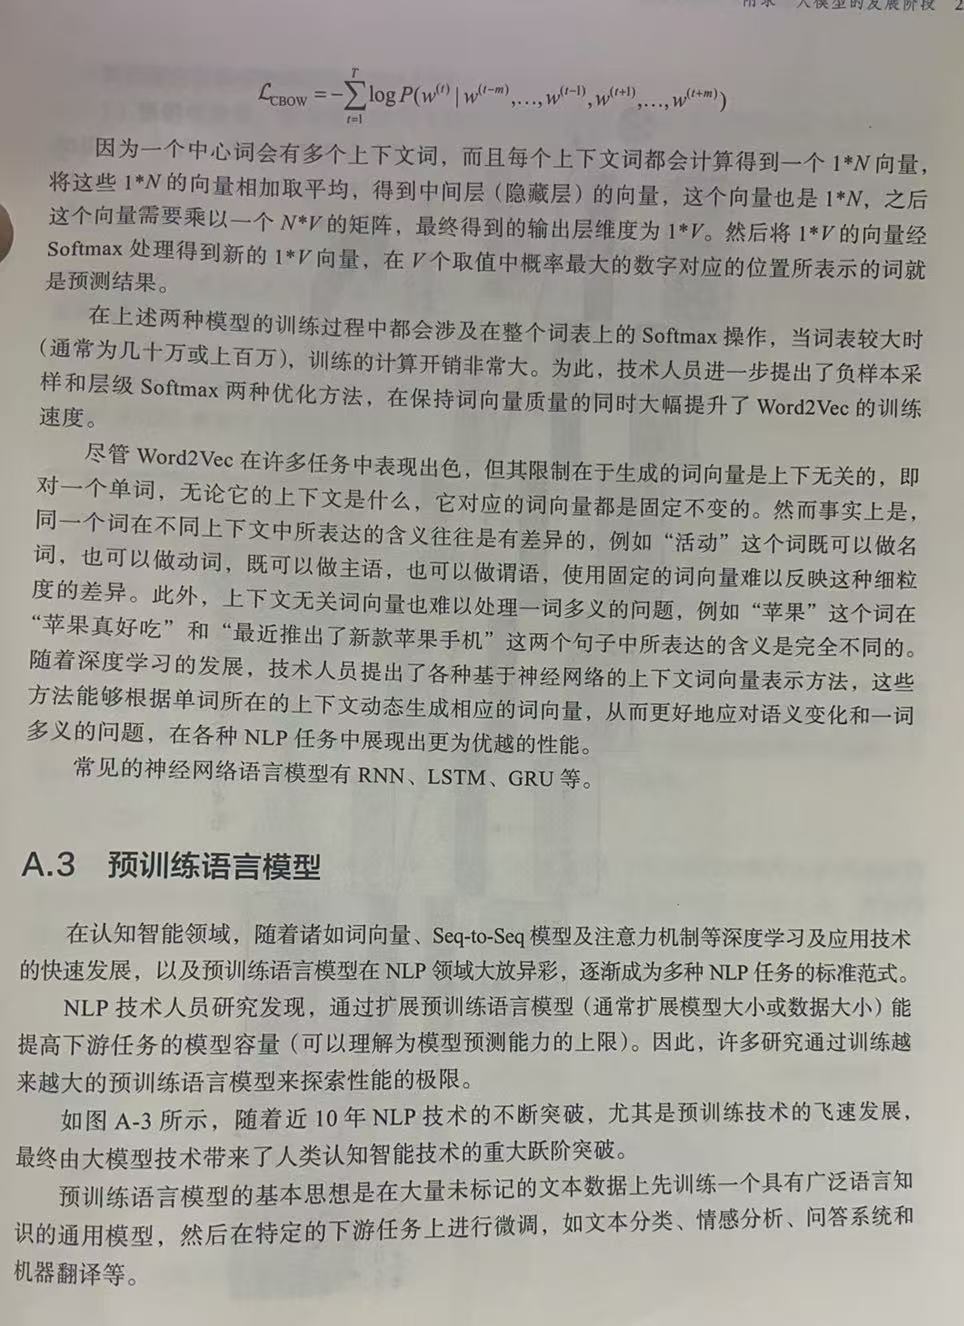 附录 大模型的发展阶段 2
ℒCBOW = −∑t=1T log P(w(t) | w(t−m),…,w(t−1),w(t+1),…,w(t+m))
因为一个中心词会有多个上下文词，而且每个上下文词都会计算得到一个 1*N 向量，
将这些 1*N 的向量相加取平均，得到中间层（隐藏层）的向量，这个向量也是 1*N，之后
这个向量需要乘以一个 N*V 的矩阵，最终得到的输出层维度为 1*V。然后将 1*V 的向量经
Softmax 处理得到新的 1*V 向量，在 V 个取值中概率最大的数字对应的位置所表示的词就
是预测结果。
在上述两种模型的训练过程中都会涉及在整个词表上的 Softmax 操作，当词表较大时
（通常为几十万或上百万），训练的计算开销非常大。为此，技术人员进一步提出了负样本采
样和层级 Softmax 两种优化方法，在保持词向量质量的同时大幅提升了 Word2Vec 的训练
速度。
尽管 Word2Vec 在许多任务中表现出色，但其限制在于生成的词向量是上下无关的，即
对一个单词，无论它的上下文是什么，它对应的词向量都是固定不变的。然而事实上是，
同一个词在不同上下文中所表达的含义往往是有差异的，例如“活动”这个词既可以做名
词，也可以做动词，既可以做主语，也可以做谓语，使用固定的词向量难以反映这种细粒
度的差异。此外，上下文无关词向量也难以处理一词多义的问题，例如“苹果”这个词在
“苹果真好吃”和“最近推出了新款苹果手机”这两个句子中所表达的含义是完全不同的。
随着深度学习的发展，技术人员提出了各种基于神经网络的上下文词向量表示方法，这些
方法能够根据单词所在的上下文动态生成相应的词向量，从而更好地应对语义变化和一词
多义的问题，在各种 NLP 任务中展现出更为优越的性能。
常见的神经网络语言模型有 RNN、LSTM、GRU 等。
A.3 预训练语言模型
在认知智能领域，随着诸如词向量、Seq-to-Seq 模型及注意力机制等深度学习及应用技术
的快速发展，以及预训练语言模型在 NLP 领域大放异彩，逐渐成为多种 NLP 任务的标准范式。
NLP 技术人员研究发现，通过扩展预训练语言模型（通常扩展模型大小或数据大小）能
提高下游任务的模型容量（可以理解为模型预测能力的上限）。因此，许多研究通过训练越
来越大的预训练语言模型来探索性能的极限。
如图 A-3 所示，随着近 10 年 NLP 技术的不断突破，尤其是预训练技术的飞速发展，
最终由大模型技术带来了人类认知智能技术的重大跃阶突破。
预训练语言模型的基本思想是在大量未标记的文本数据上先训练一个具有广泛语言知
识的通用模型，然后在特定的下游任务上进行微调，如文本分类、情感分析、问答系统和
机器翻译等。